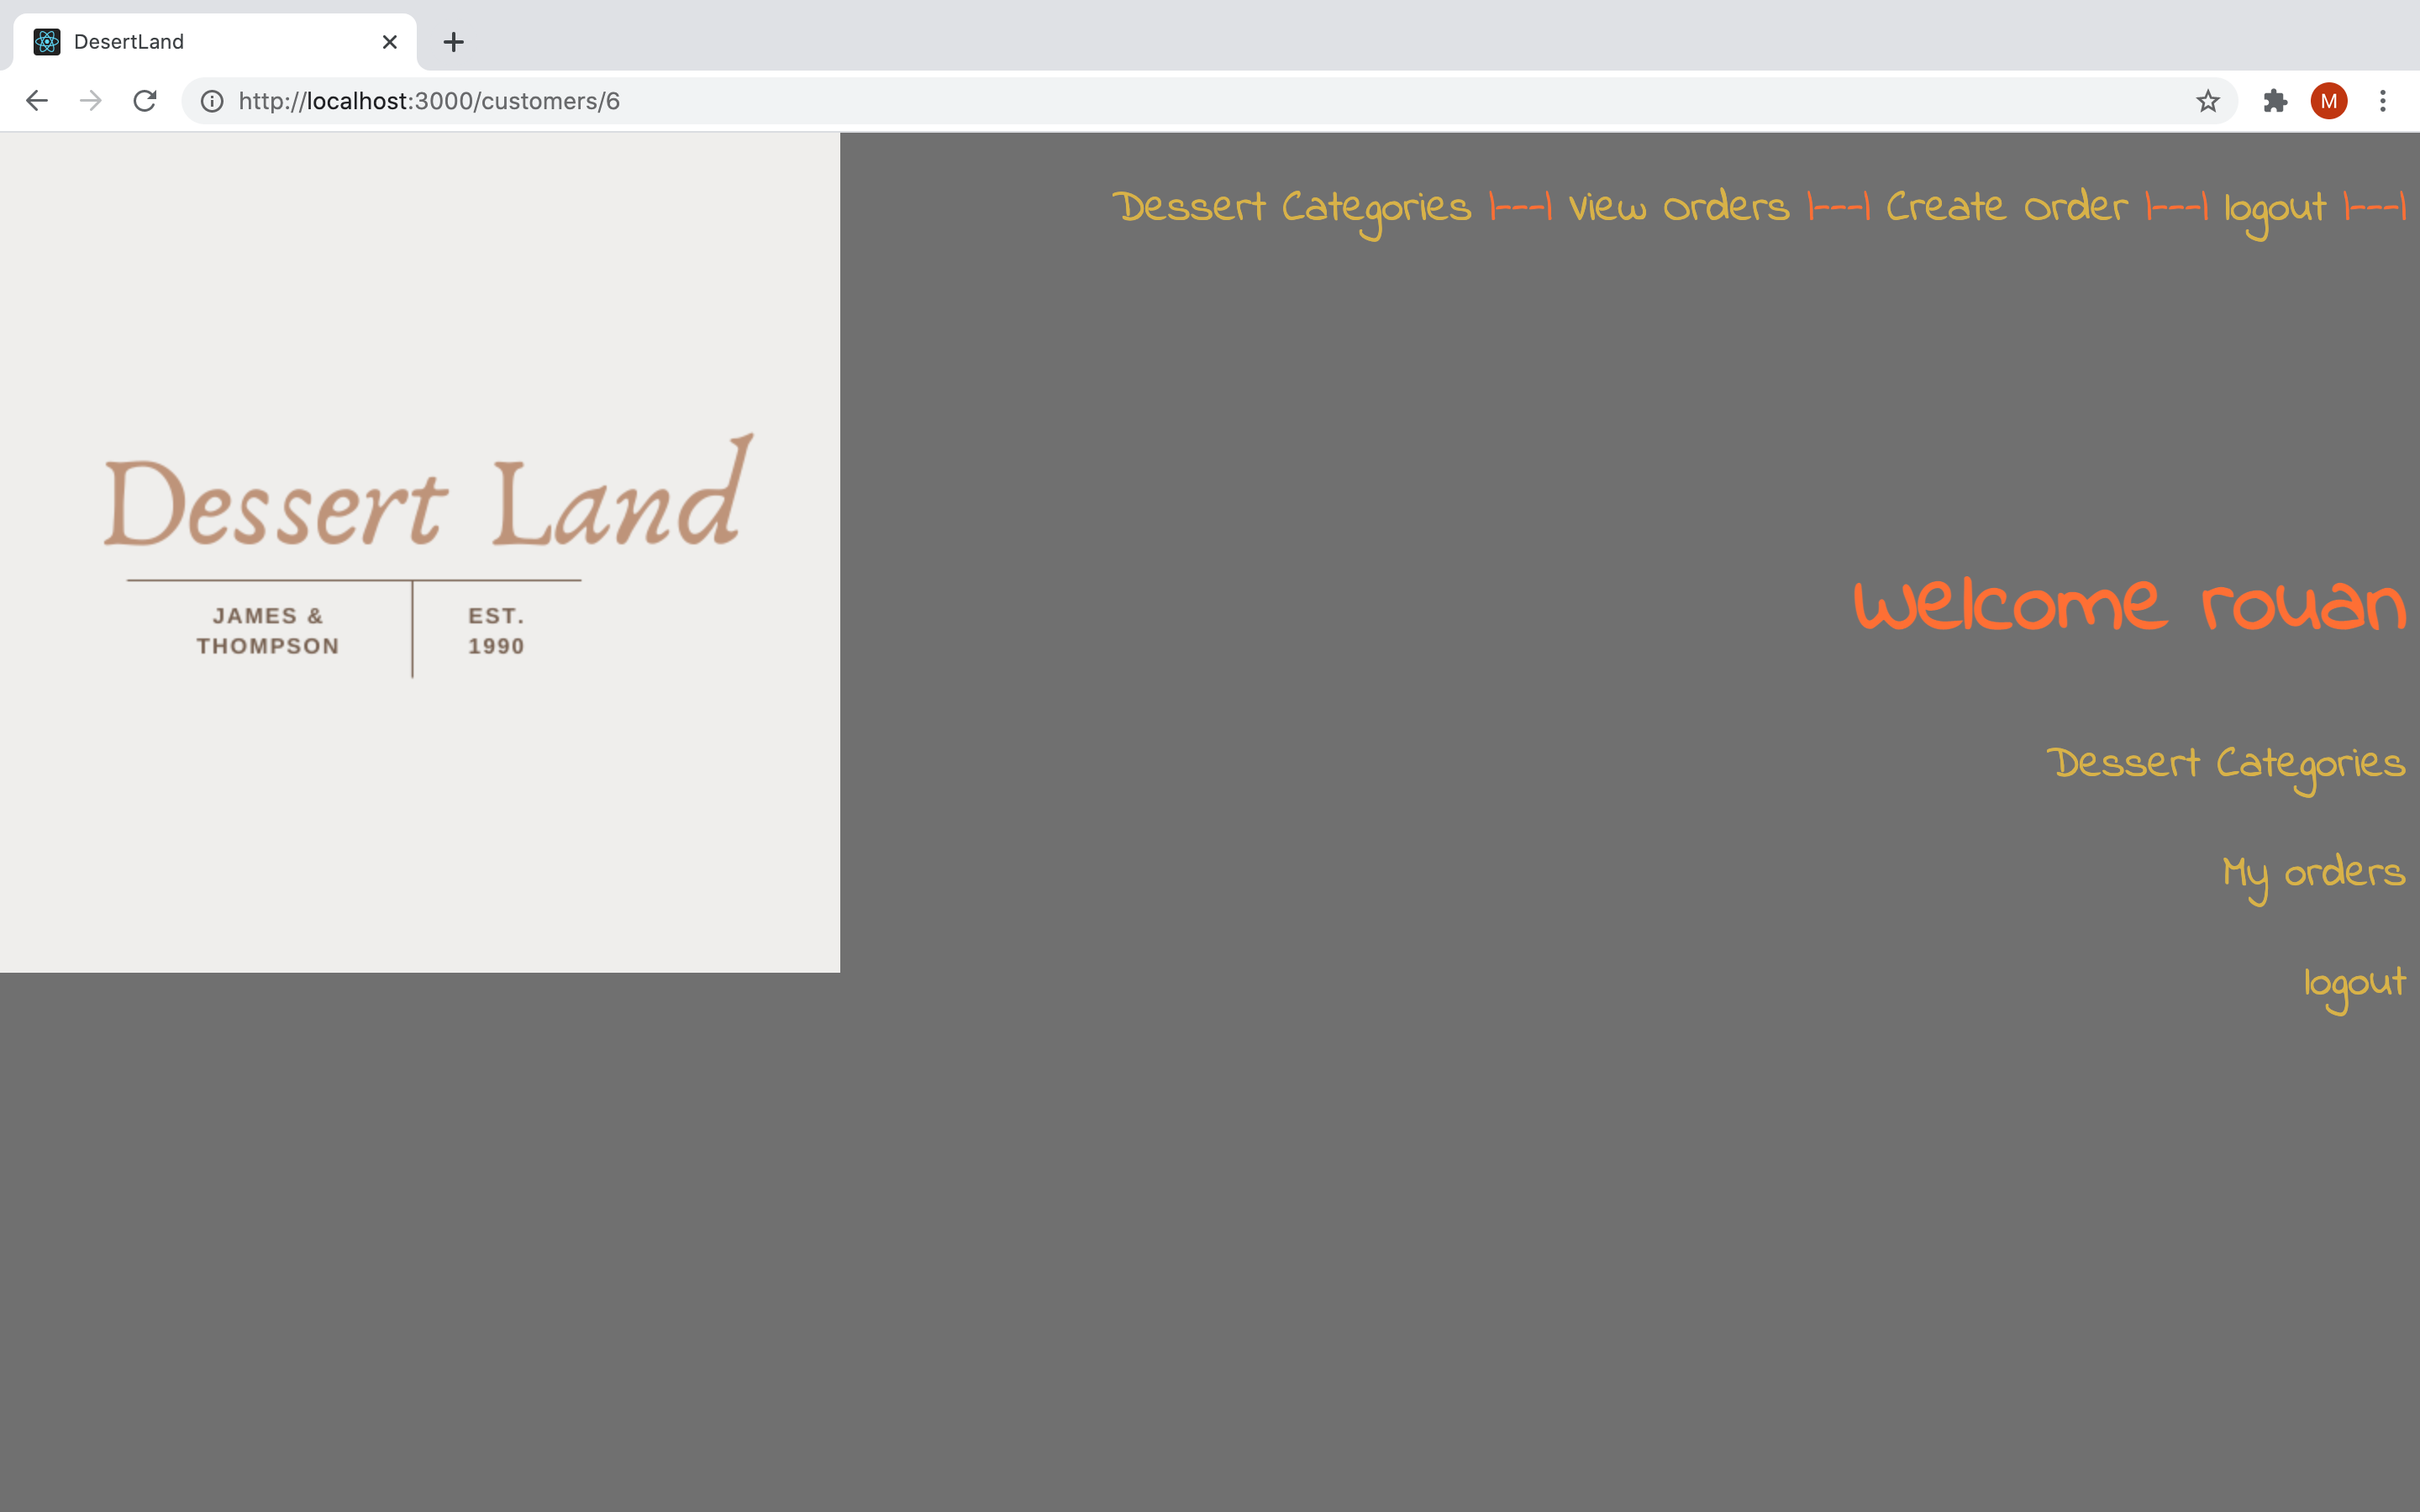 DesertLand
http://localhost:3000/customers/6
M
Dessert Categories |---| View orders |---| Create order |---| logout |---|
Dessert Land
JAMES &
THOMPSON
EST.
1990
Welcome rouan
Dessert Categories
My orders
logout